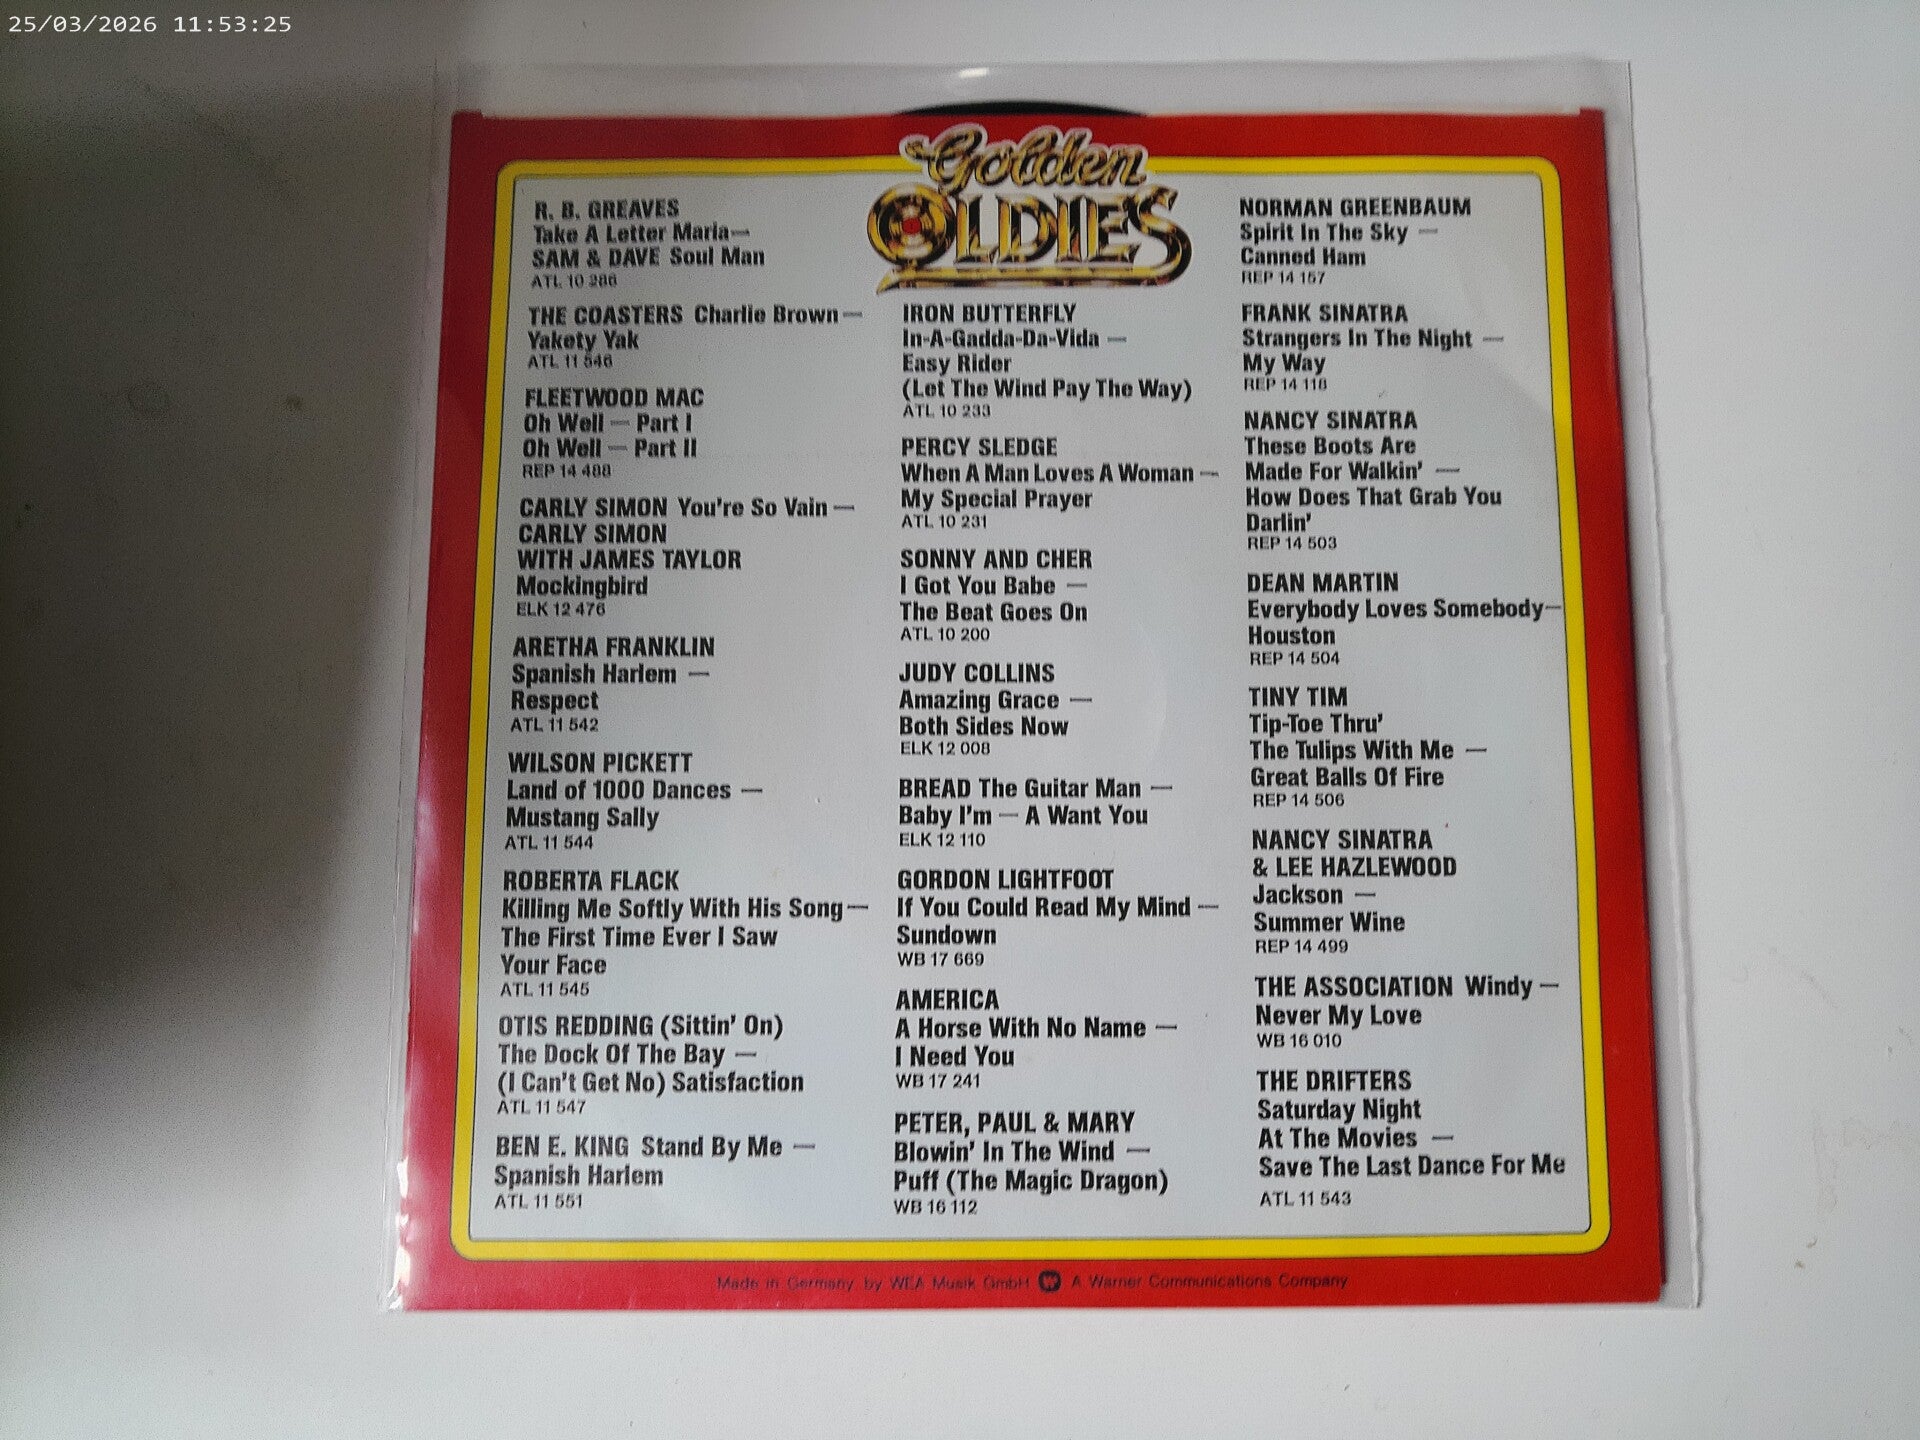 25/03/2026 11:53:25
Golden
OLDIES
R. B. GREAVES
Take A Letter Maria—
SAM & DAVE Soul Man
ATL 10 286
THE COASTERS Charlie Brown —
Yakety Yak
ATL 11 546
FLEETWOOD MAC
Oh Well — Part I
Oh Well — Part II
REP 14 488
CARLY SIMON You're So Vain —
CARLY SIMON
WITH JAMES TAYLOR
Mockingbird
ELK 12 476
ARETHA FRANKLIN
Spanish Harlem —
Respect
ATL 11 542
WILSON PICKETT
Land of 1000 Dances —
Mustang Sally
ATL 11 544
ROBERTA FLACK
Killing Me Softly With His Song —
The First Time Ever I Saw
Your Face
ATL 11 545
OTIS REDDING (Sittin' On)
The Dock Of The Bay —
(I Can't Get No) Satisfaction
ATL 11 547
BEN E. KING Stand By Me —
Spanish Harlem
ATL 11 551
IRON BUTTERFLY
In-A-Gadda-Da-Vida —
Easy Rider
(Let The Wind Pay The Way)
ATL 10 233
PERCY SLEDGE
When A Man Loves A Woman —
My Special Prayer
ATL 10 231
SONNY AND CHER
I Got You Babe —
The Beat Goes On
ATL 10 200
JUDY COLLINS
Amazing Grace —
Both Sides Now
ELK 12 008
BREAD The Guitar Man —
Baby I'm — A Want You
ELK 12 110
GORDON LIGHTFOOT
If You Could Read My Mind —
Sundown
WB 17 669
AMERICA
A Horse With No Name —
I Need You
WB 17 241
PETER, PAUL & MARY
Blowin' In The Wind —
Puff (The Magic Dragon)
WB 16 112
NORMAN GREENBAUM
Spirit In The Sky —
Canned Ham
REP 14 157
FRANK SINATRA
Strangers In The Night —
My Way
REP 14 118
NANCY SINATRA
These Boots Are
Made For Walkin' —
How Does That Grab You
Darlin'
REP 14 503
DEAN MARTIN
Everybody Loves Somebody—
Houston
REP 14 504
TINY TIM
Tip-Toe Thru'
The Tulips With Me —
Great Balls Of Fire
REP 14 506
NANCY SINATRA
& LEE HAZLEWOOD
Jackson —
Summer Wine
REP 14 499
THE ASSOCIATION Windy —
Never My Love
WB 16 010
THE DRIFTERS
Saturday Night
At The Movies —
Save The Last Dance For Me
ATL 11 543
Made in Germany by WEA Musik GmbH W A Warner Communications Company